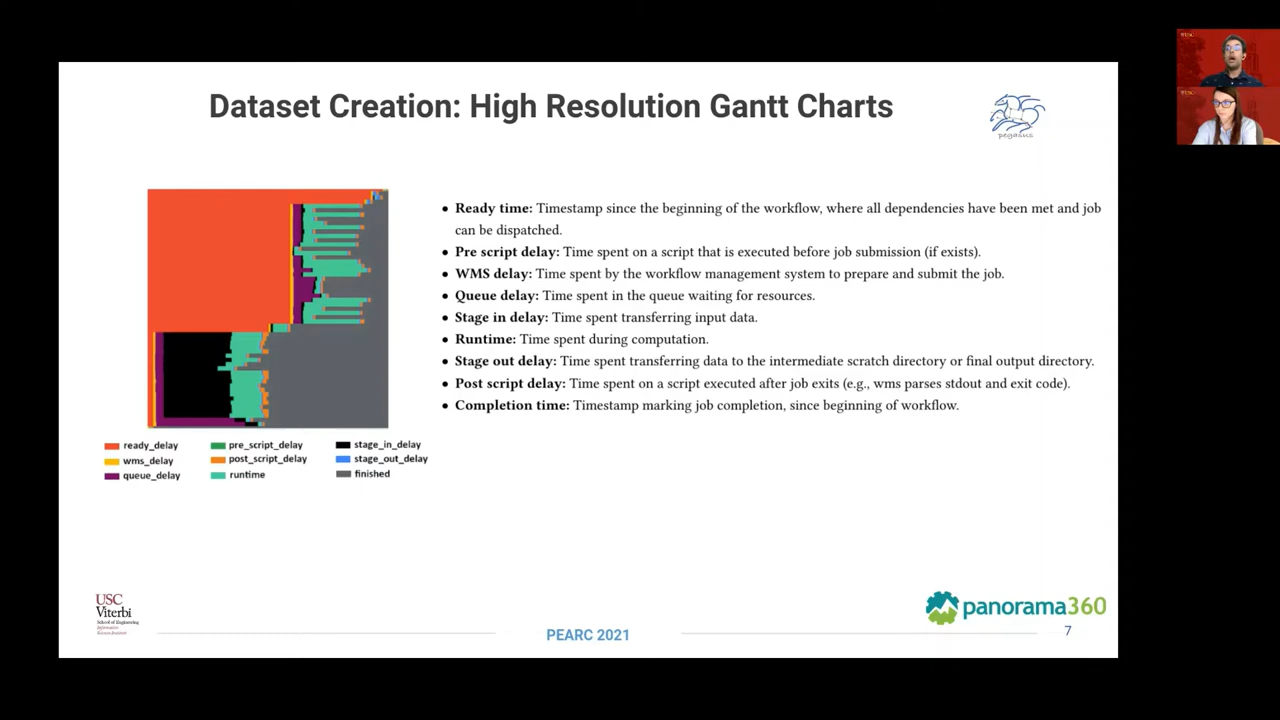 Dataset Creation: High Resolution Gantt Charts
pegasus
● Ready time: Timestamp since the beginning of the workflow, where all dependencies have been met and job
can be dispatched.
● Pre script delay: Time spent on a script that is executed before job submission (if exists).
● WMS delay: Time spent by the workflow management system to prepare and submit the job.
● Queue delay: Time spent in the queue waiting for resources.
● Stage in delay: Time spent transferring input data.
● Runtime: Time spent during computation.
● Stage out delay: Time spent transferring data to the intermediate scratch directory or final output directory.
● Post script delay: Time spent on a script executed after job exits (e.g., wms parses stdout and exit code).
● Completion time: Timestamp marking job completion, since beginning of workflow.
ready_delay pre_script_delay stage_in_delay
wms_delay post_script_delay stage_out_delay
queue_delay runtime finished
USC
Viterbi
School of Engineering
Information
Sciences Institute
PEARC 2021
panorama360
7
USC
USC